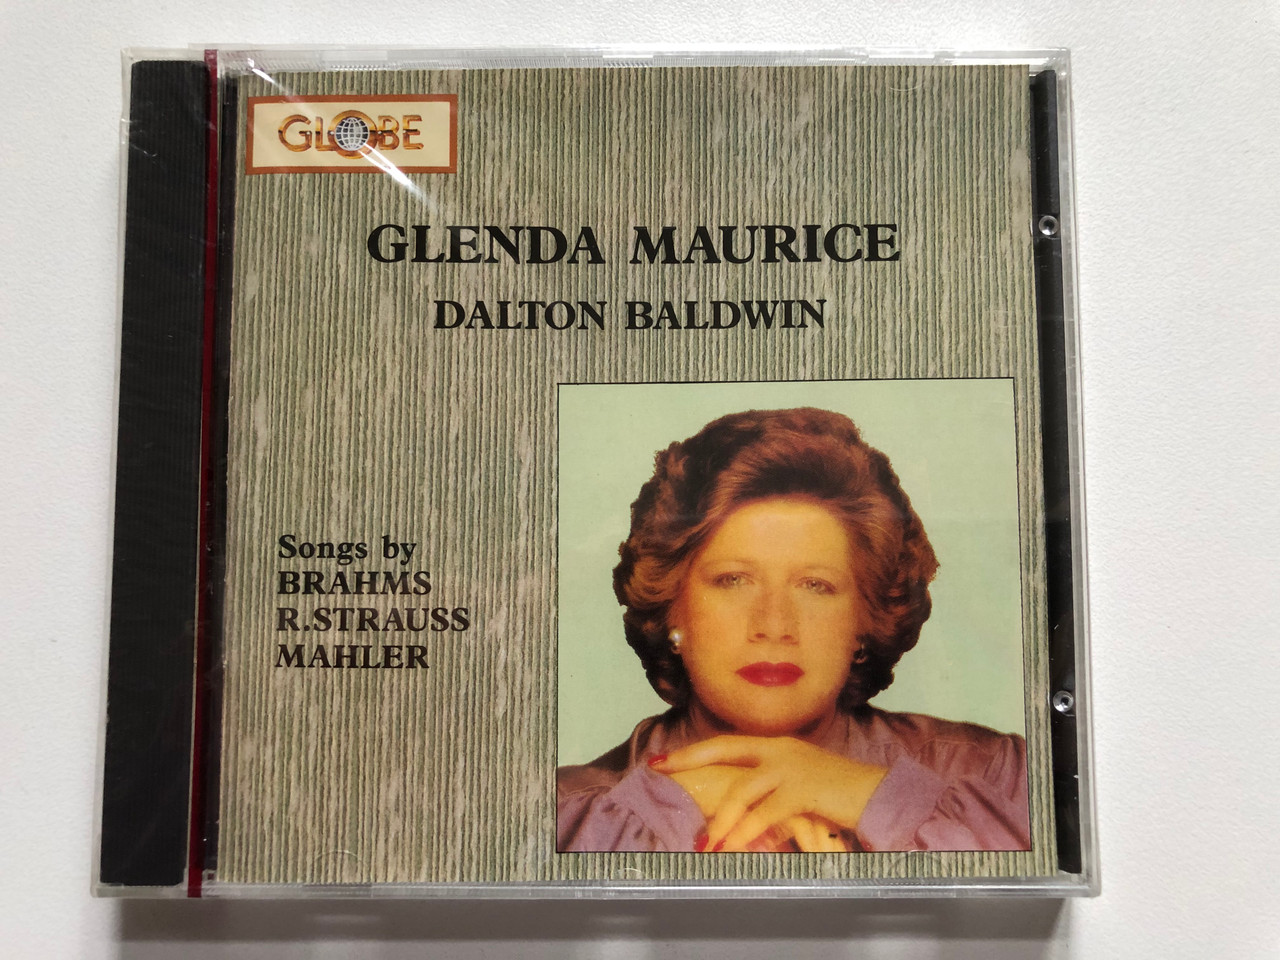 GLOBE
GLENDA MAURICE
DALTON BALDWIN
Songs by
BRAHMS
R.STRAUSS
MAHLER